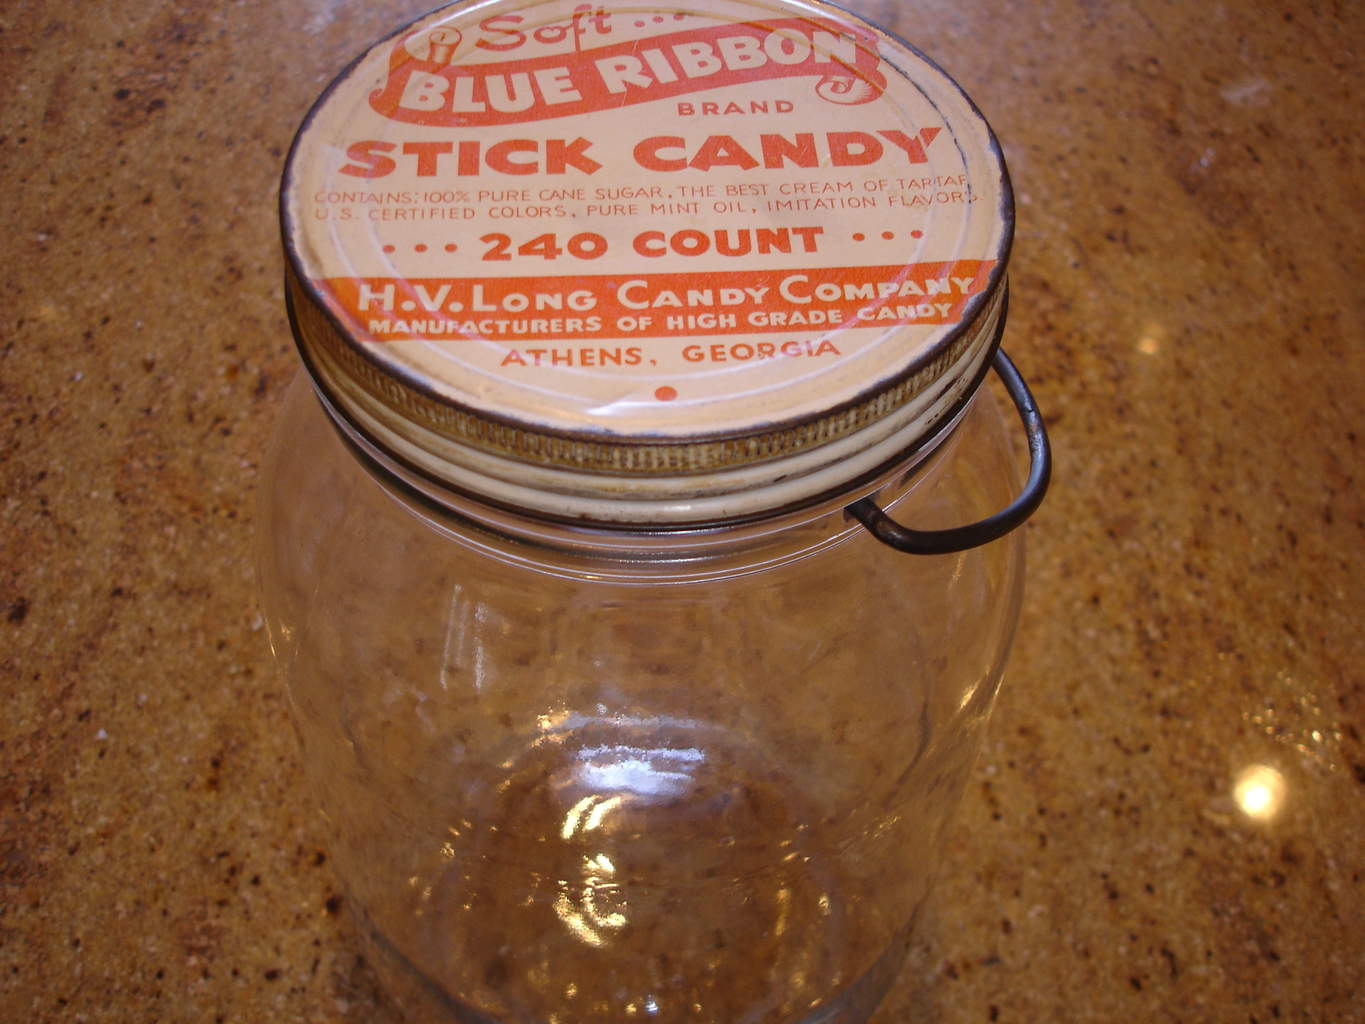 Soft ...
BLUE RIBBON
BRAND
STICK CANDY
CONTAINS: 100% PURE CANE SUGAR, THE BEST CREAM OF TARTAR,
U.S. CERTIFIED COLORS, PURE MINT OIL, IMITATION FLAVORS.
... 240 COUNT ...
H.V. LONG CANDY COMPANY
MANUFACTURERS OF HIGH GRADE CANDY
ATHENS, GEORGIA